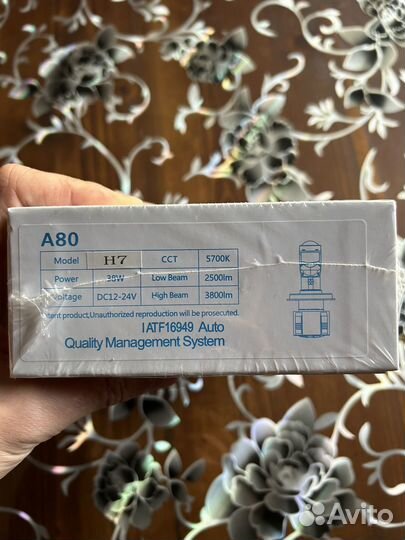 A80
Model H7 CCT 5700K
Power 38W Low Beam 2500lm
Voltage DC12-24V High Beam 3800lm
atent product,Unauthorized reproduction will be prosecuted.
IATF16949 Auto
Quality Management System
Avito